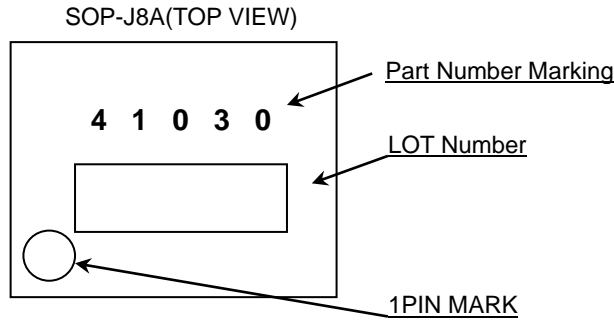 SOP-J8A(TOP VIEW)
Part Number Marking
4 1 0 3 0
LOT Number
1PIN MARK